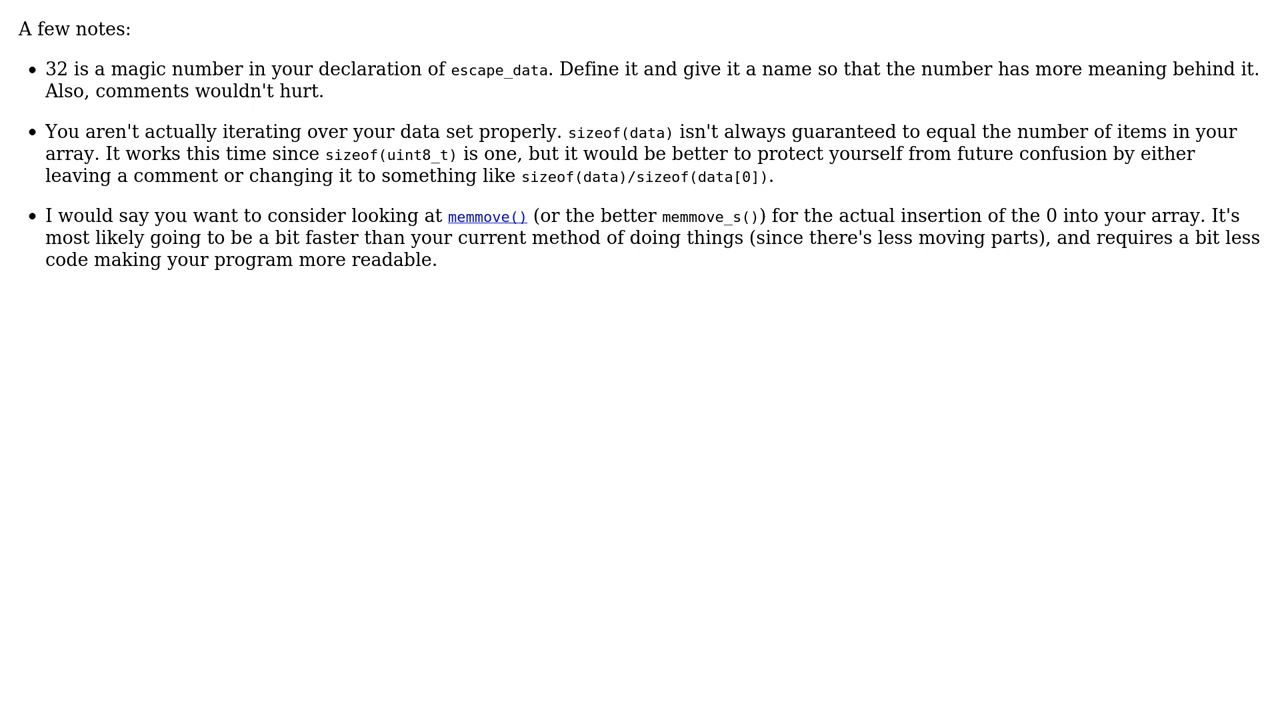 A few notes:
• 32 is a magic number in your declaration of escape_data. Define it and give it a name so that the number has more meaning behind it.
Also, comments wouldn't hurt.
• You aren't actually iterating over your data set properly. sizeof(data) isn't always guaranteed to equal the number of items in your
array. It works this time since sizeof(uint8_t) is one, but it would be better to protect yourself from future confusion by either
leaving a comment or changing it to something like sizeof(data)/sizeof(data[0]).
• I would say you want to consider looking at memmove() (or the better memmove_s()) for the actual insertion of the 0 into your array. It's
most likely going to be a bit faster than your current method of doing things (since there's less moving parts), and requires a bit less
code making your program more readable.